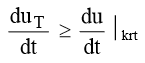 du_T/dt ≥ du/dt |_krt